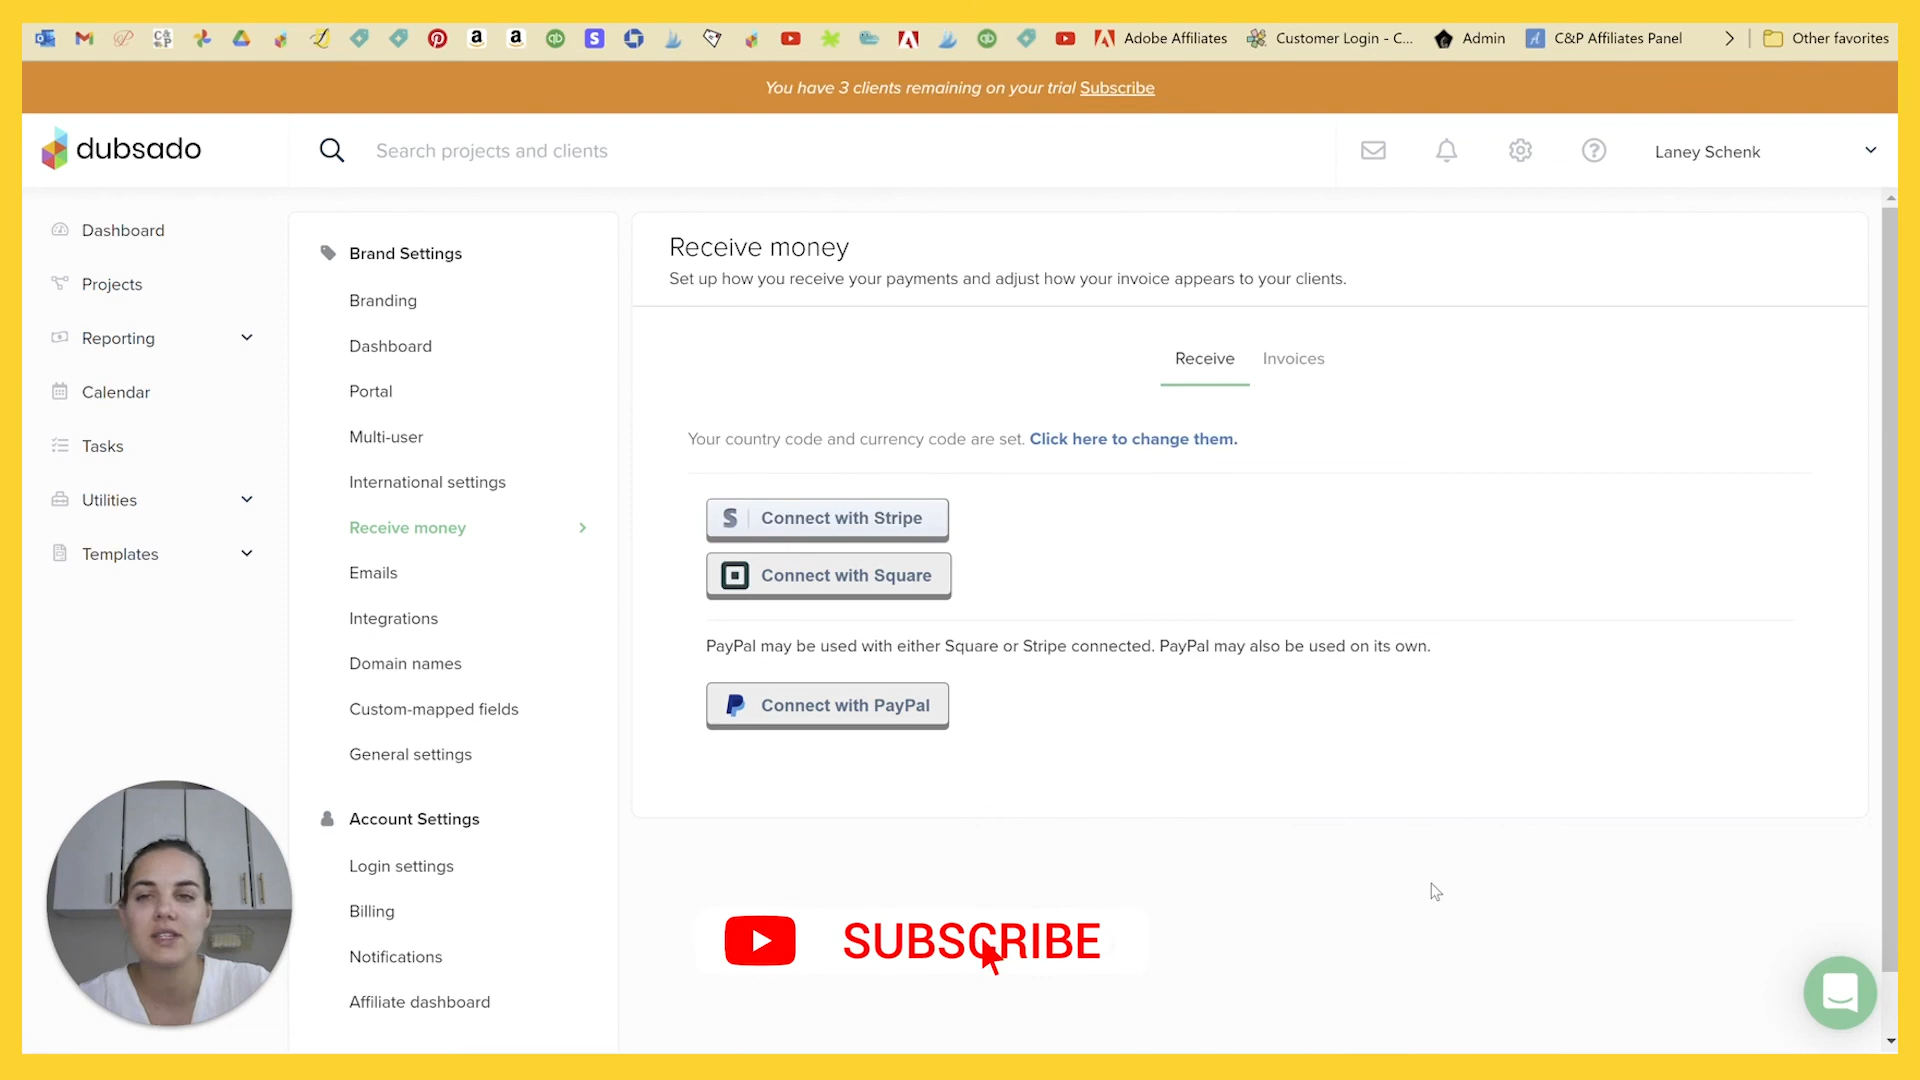 Adobe Affiliates
Customer Login - C...
Admin
C&P Affiliates Panel
Other favorites
You have 3 clients remaining on your trial Subscribe
dubsado
Search projects and clients
Laney Schenk
Dashboard
Projects
Reporting
Calendar
Tasks
Utilities
Templates
Brand Settings
Branding
Dashboard
Portal
Multi-user
International settings
Receive money
Emails
Integrations
Domain names
Custom-mapped fields
General settings
Account Settings
Login settings
Billing
Notifications
Affiliate dashboard
Receive money
Set up how you receive your payments and adjust how your invoice appears to your clients.
Receive
Invoices
Your country code and currency code are set. Click here to change them.
Connect with Stripe
Connect with Square
PayPal may be used with either Square or Stripe connected. PayPal may also be used on its own.
Connect with PayPal
SUBSCRIBE